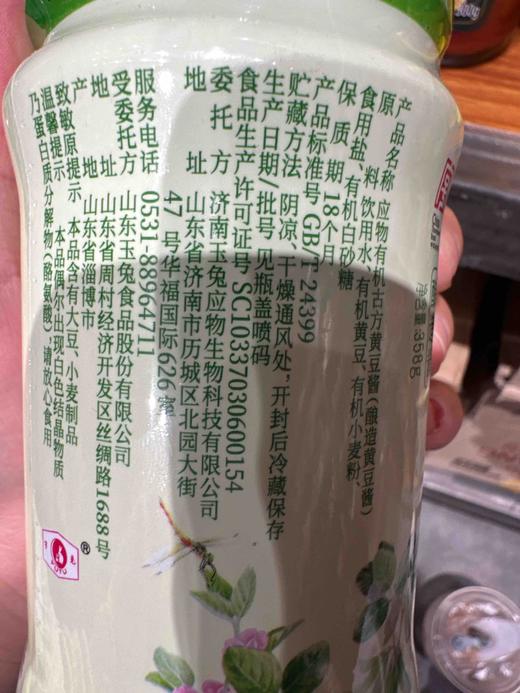 产品名称 应物有机古方黄豆酱(酿造黄豆酱)
原料 饮用水、有机黄豆、有机小麦粉、
食用盐、有机白砂糖
保质期 18个月
产品标准号 GB/T 24399
贮藏方法 阴凉、干燥通风处,开封后冷藏保存
生产日期/批号 见瓶盖喷码
食品生产许可证号 SC10337030600154
委托方 济南玉兔应物生物科技有限公司
地址 山东省济南市历城区北园大街
47号华福国际626室
服务电话 0531-88964711
受委托方 山东玉兔食品股份有限公司
地址 山东省周村经济开发区丝绸路1688号
产地 山东省淄博市
致敏原提示 本品含有大豆、小麦制品
温馨提示 本品偶尔出现白色结晶物质
乃蛋白质分解物(酪氨酸),请放心食用
净含量 358g